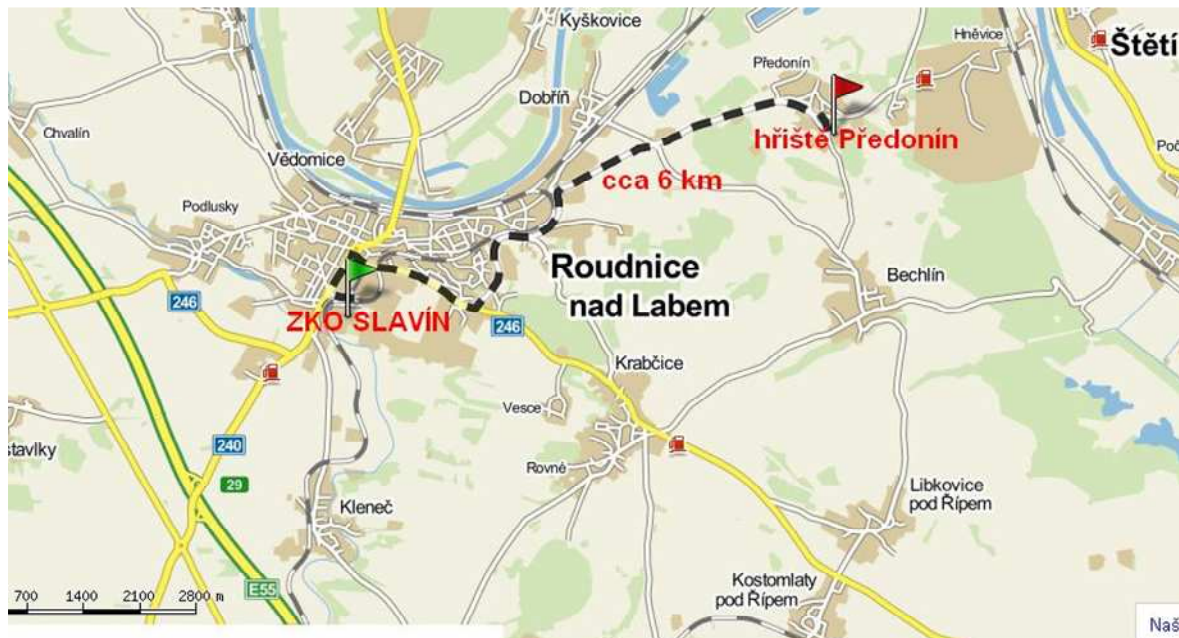 Kyškovice
Hněvice
Štětí
Předonín
Dobříň
Chvalín
hřiště Předonín
Vědomice
cca 6 km
Podlusky
Roudnice
nad Labem
Bechlín
246
ZKO SLAVÍN
246
Krabčice
Vesce
stavlky
240
Rovné
29
Kleneč
Libkovice
pod Řípem
E55
Kostomlaty
pod Řípem
700 1400 2100 2800 m
Naš
Poč